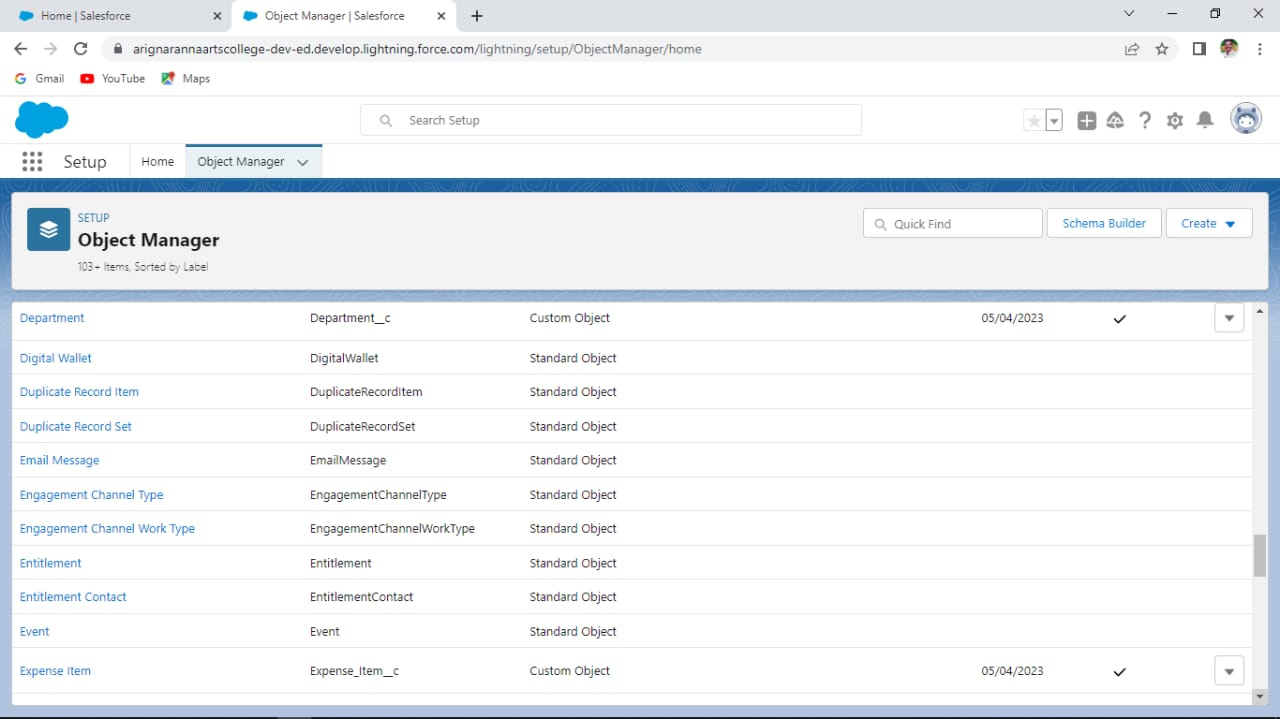 Home | Salesforce
Object Manager | Salesforce
arignarannaartscollege-dev-ed.develop.lightning.force.com/lightning/setup/ObjectManager/home
Gmail YouTube Maps
Search Setup
Setup Home Object Manager
SETUP
Object Manager
103+ Items, Sorted by Label
Quick Find Schema Builder Create
Department Department__c Custom Object 05/04/2023
Digital Wallet DigitalWallet Standard Object
Duplicate Record Item DuplicateRecordItem Standard Object
Duplicate Record Set DuplicateRecordSet Standard Object
Email Message EmailMessage Standard Object
Engagement Channel Type EngagementChannelType Standard Object
Engagement Channel Work Type EngagementChannelWorkType Standard Object
Entitlement Entitlement Standard Object
Entitlement Contact EntitlementContact Standard Object
Event Event Standard Object
Expense Item Expense_Item__c Custom Object 05/04/2023